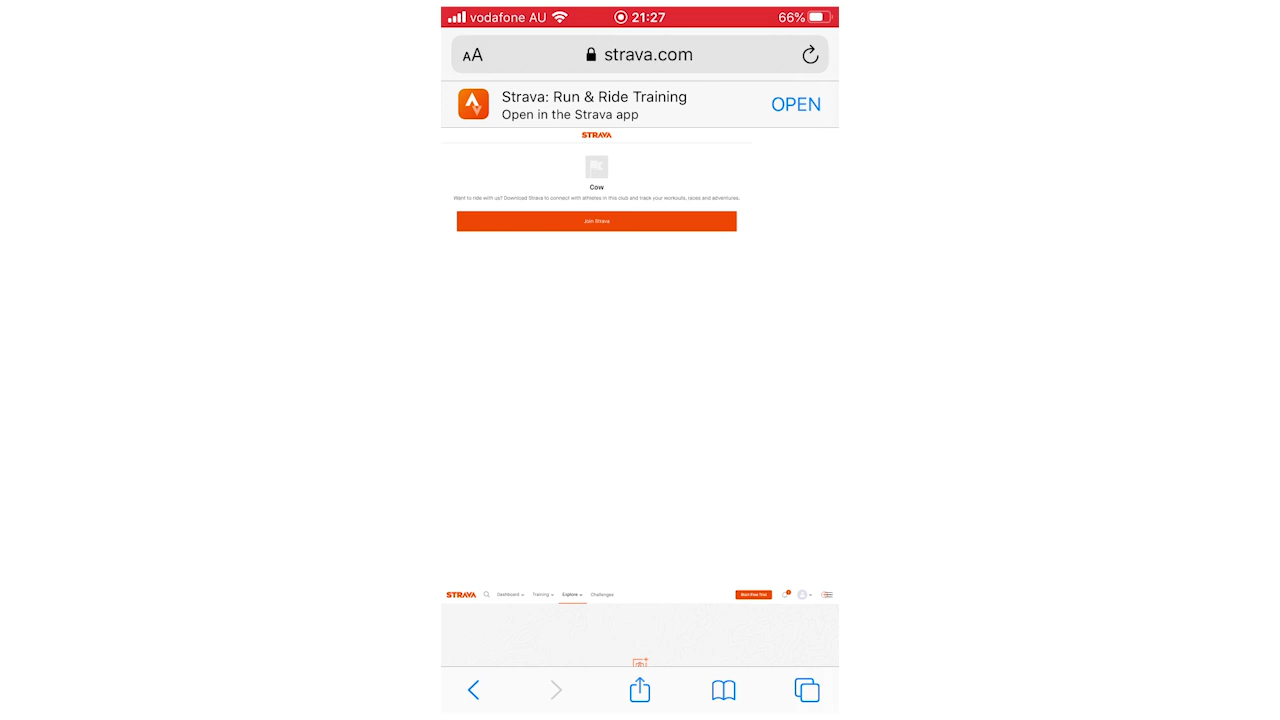 vodafone AU 21:27 66%
AA strava.com
Strava: Run & Ride Training
Open in the Strava app
OPEN
STRAVA
Cow
Want to ride with us? Download Strava to connect with athletes in this club and track your workouts, races and adventures.
Join Strava
STRAVA Dashboard Training Explore Challenges Start Free Trial